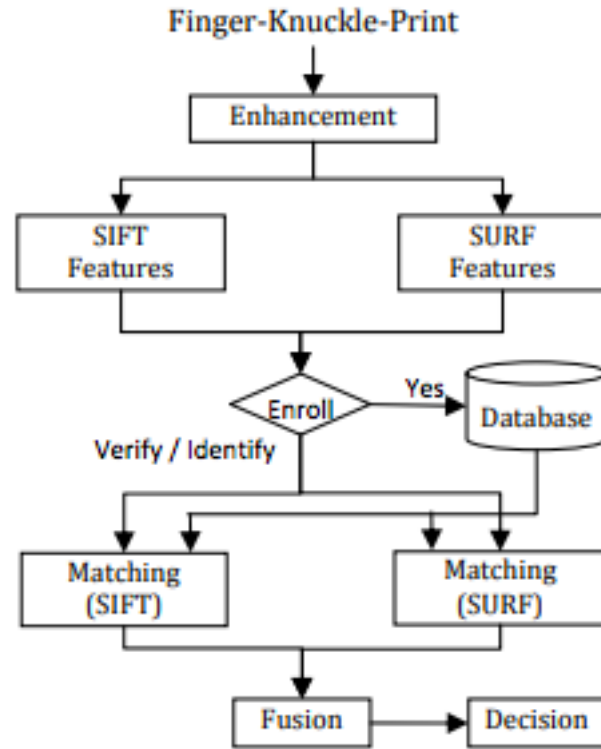 Finger-Knuckle-Print
Enhancement
SIFT
Features
SURF
Features
Enroll
Yes
Database
Verify / Identify
Matching
(SIFT)
Matching
(SURF)
Fusion
Decision